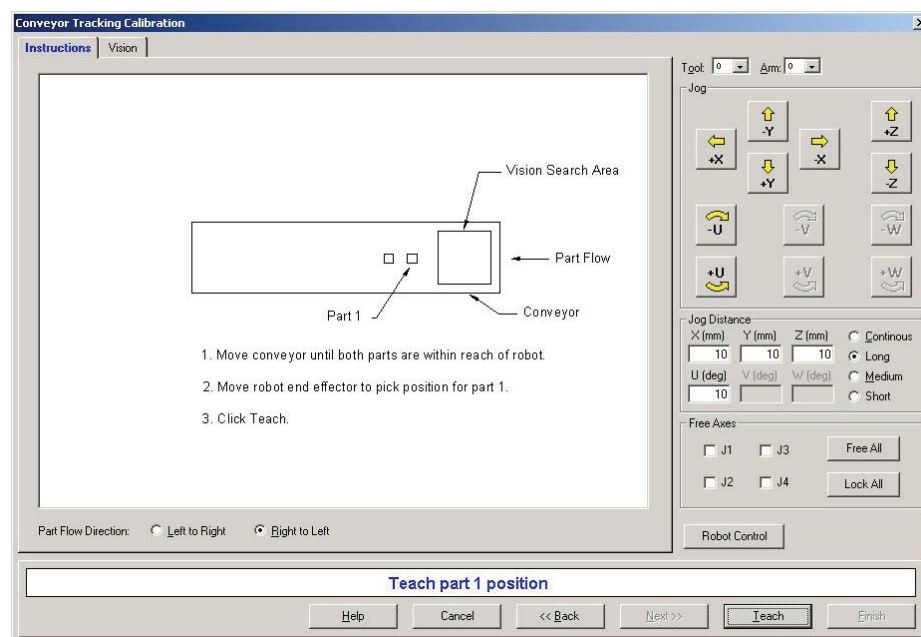 Conveyor Tracking Calibration
Instructions Vision
Tool: 0 Arm: 0
Jog
-Y
+Z
+X
-X
+Y
-Z
-U
-V
-W
+U
+V
+W
Vision Search Area
Part Flow
Part 1
Conveyor
1. Move conveyor until both parts are within reach of robot.
2. Move robot end effector to pick position for part 1.
3. Click Teach.
Jog Distance
X (mm) Y (mm) Z (mm) Continous
10 10 10 Long
U (deg) V (deg) W (deg) Medium
10 Short
Free Axes
J1 J3 Free All
J2 J4 Lock All
Part Flow Direction: Left to Right Right to Left
Robot Control
Teach part 1 position
Help Cancel << Back Next >> Teach Finish